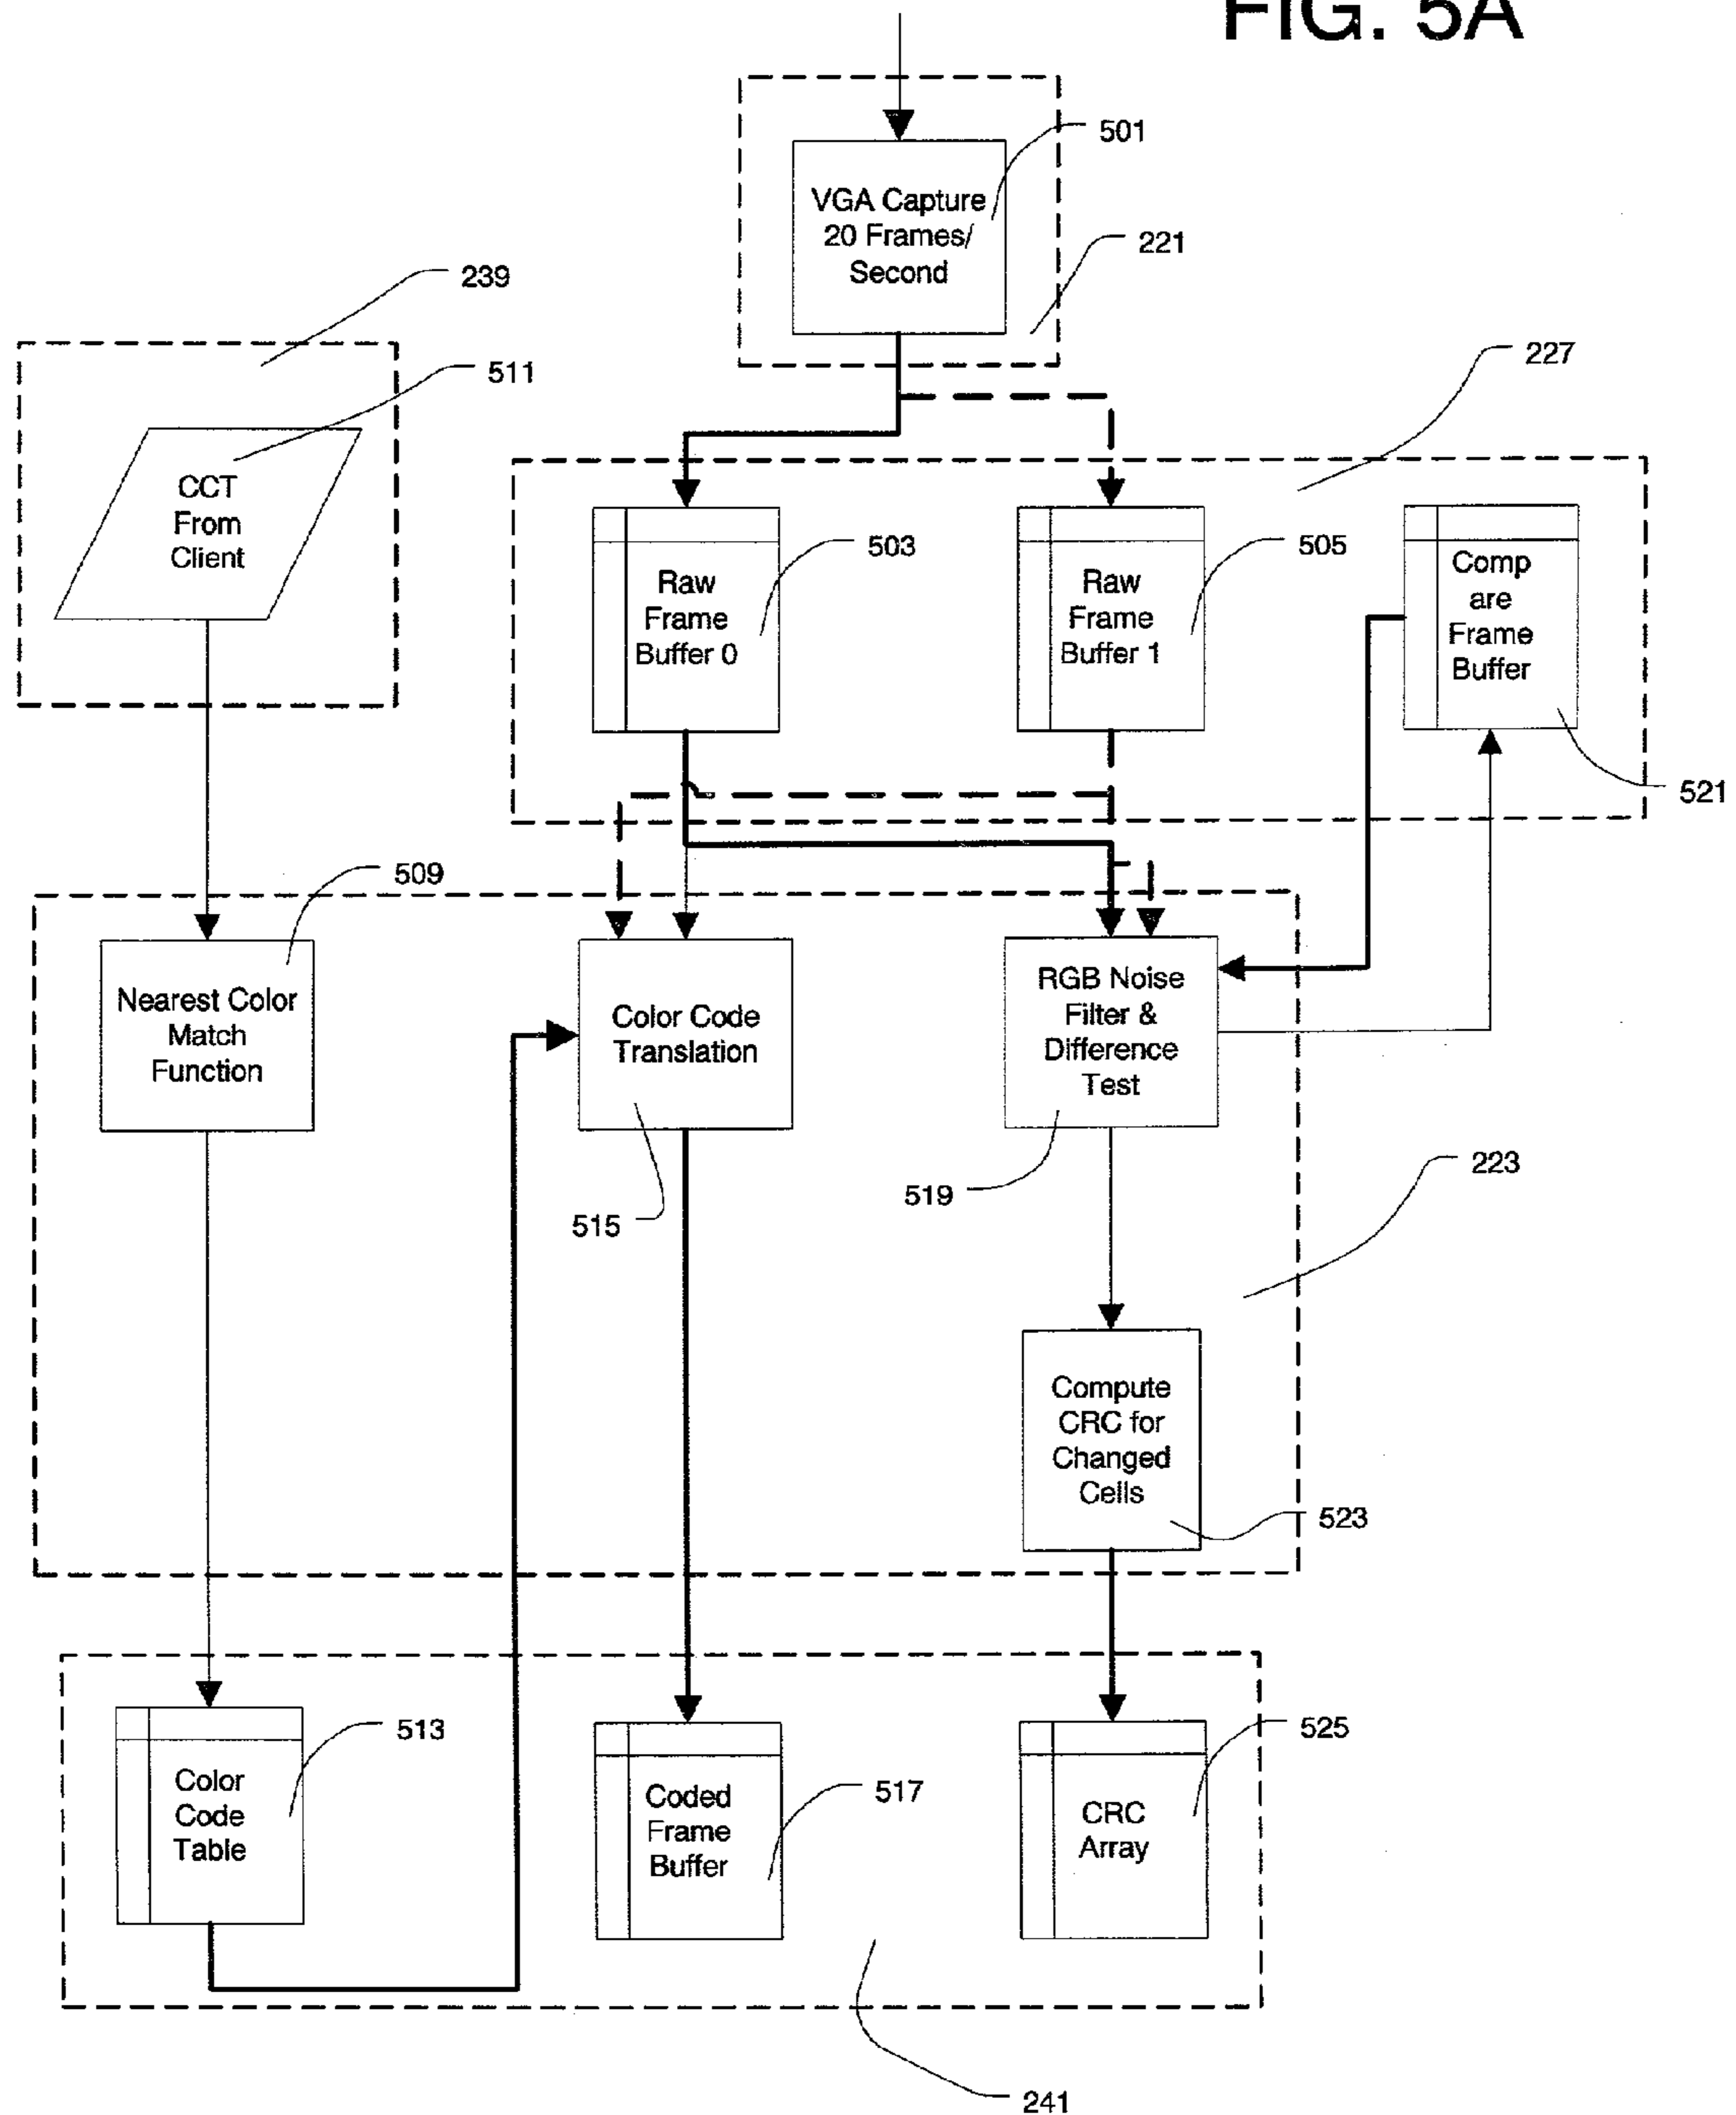 FIG. 5A
501
VGA Capture
20 Frames/
Second
221
239
511
227
CCT
From
Client
503
Raw
Frame
Buffer 0
505
Raw
Frame
Buffer 1
Comp
are
Frame
Buffer
521
509
Nearest Color
Match
Function
Color Code
Translation
515
RGB Noise
Filter &
Difference
Test
519
223
Compute
CRC for
Changed
Cells
523
513
Color
Code
Table
517
Coded
Frame
Buffer
525
CRC
Array
241